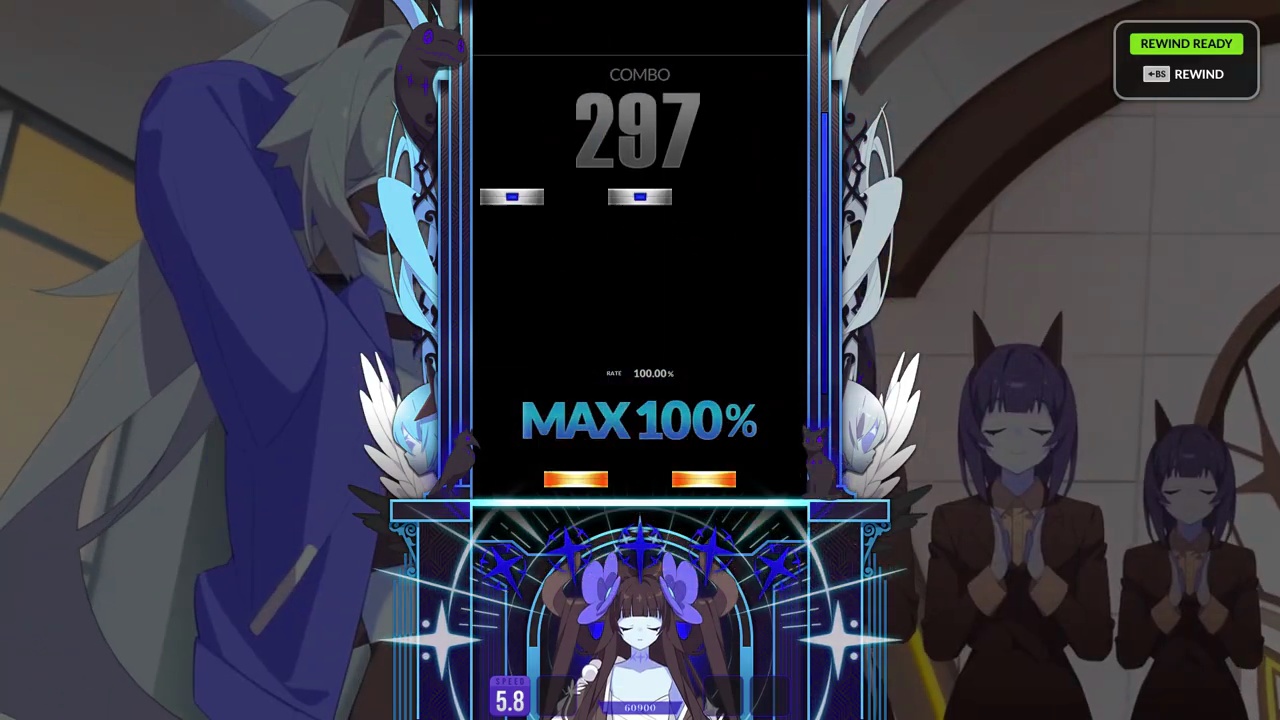 REWIND READY
←BS REWIND
COMBO
297
RATE 100.00%
MAX 100%
SPEED
5.8
60900